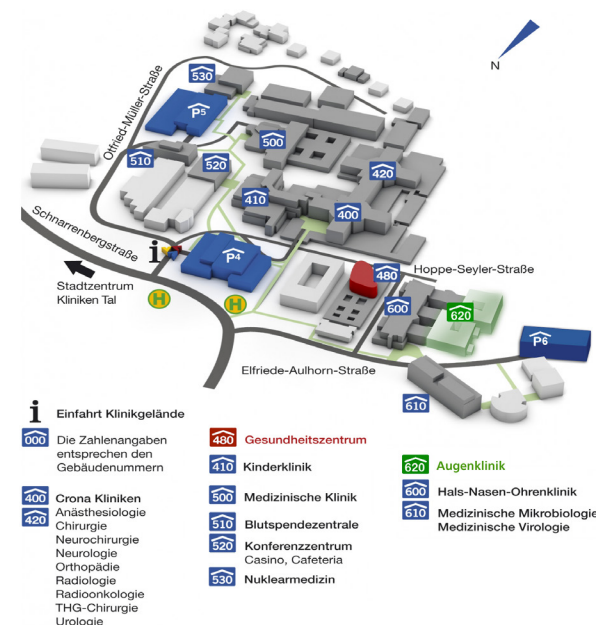 N
530
Otfried-Müller-Straße
P5
500
510
520
420
410
400
Schnarrenbergstraße
i
P4
480
Hoppe-Seyler-Straße
Stadtzentrum
Kliniken Tal
H
H
600
620
P6
Elfriede-Aulhorn-Straße
610
i Einfahrt Klinikgelände
000 Die Zahlenangaben
entsprechen den
Gebäudenummern
400 Crona Kliniken
420 Anästhesiologie
Chirurgie
Neurochirurgie
Neurologie
Orthopädie
Radiologie
Radioonkologie
THG-Chirurgie
Urologie
480 Gesundheitszentrum
410 Kinderklinik
500 Medizinische Klinik
510 Blutspendezentrale
520 Konferenzzentrum
Casino, Cafeteria
530 Nuklearmedizin
620 Augenklinik
600 Hals-Nasen-Ohrenklinik
610 Medizinische Mikrobiologie
Medizinische Virologie